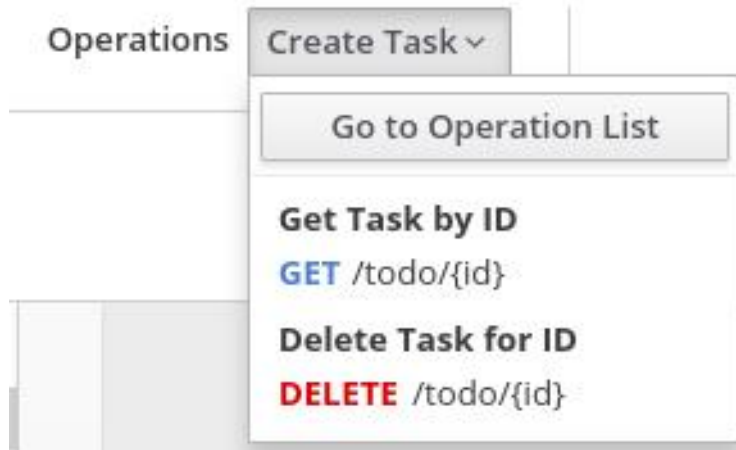 Operations Create Task
Go to Operation List
Get Task by ID
GET /todo/{id}
Delete Task for ID
DELETE /todo/{id}